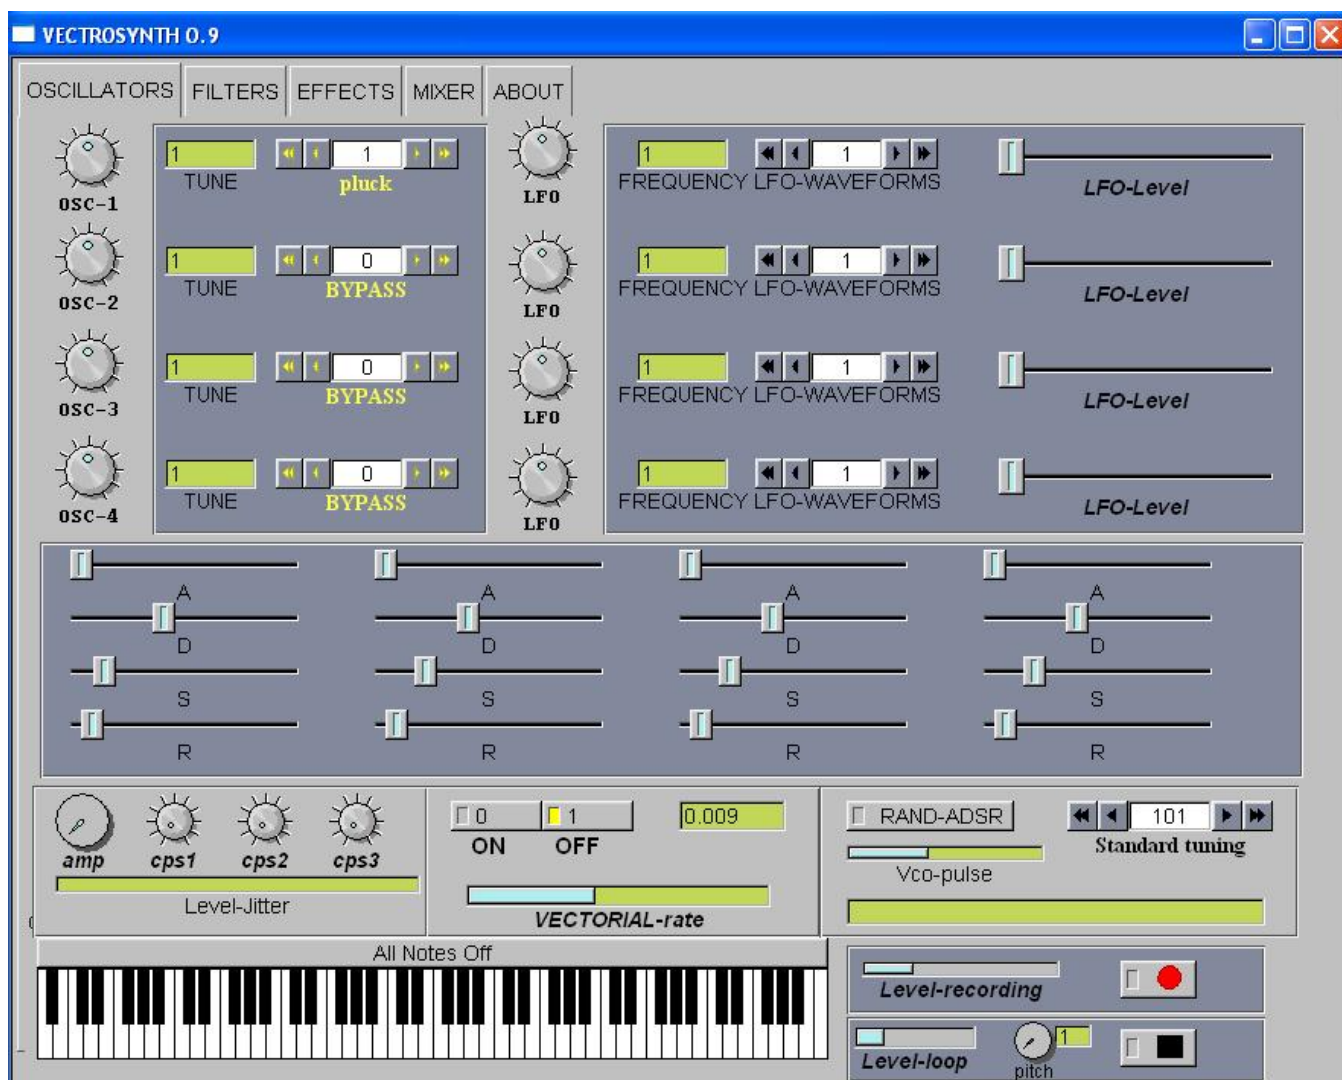 VECTROSYNTH 0.9
OSCILLATORS FILTERS EFFECTS MIXER ABOUT
1 1 1 1
TUNE pluck FREQUENCY LFO-WAVEFORMS LFO-Level
OSC-1 LFO
1 0 1 1
TUNE BYPASS FREQUENCY LFO-WAVEFORMS LFO-Level
OSC-2 LFO
1 0 1 1
TUNE BYPASS FREQUENCY LFO-WAVEFORMS LFO-Level
OSC-3 LFO
1 0 1 1
TUNE BYPASS FREQUENCY LFO-WAVEFORMS LFO-Level
OSC-4 LFO
A A A A
D D D D
S S S S
R R R R
amp cps1 cps2 cps3
Level-Jitter
0 1 0.009
ON OFF
VECTORIAL-rate
RAND-ADSR 101
Standard tuning
Vco-pulse
All Notes Off
Level-recording
1
Level-loop pitch